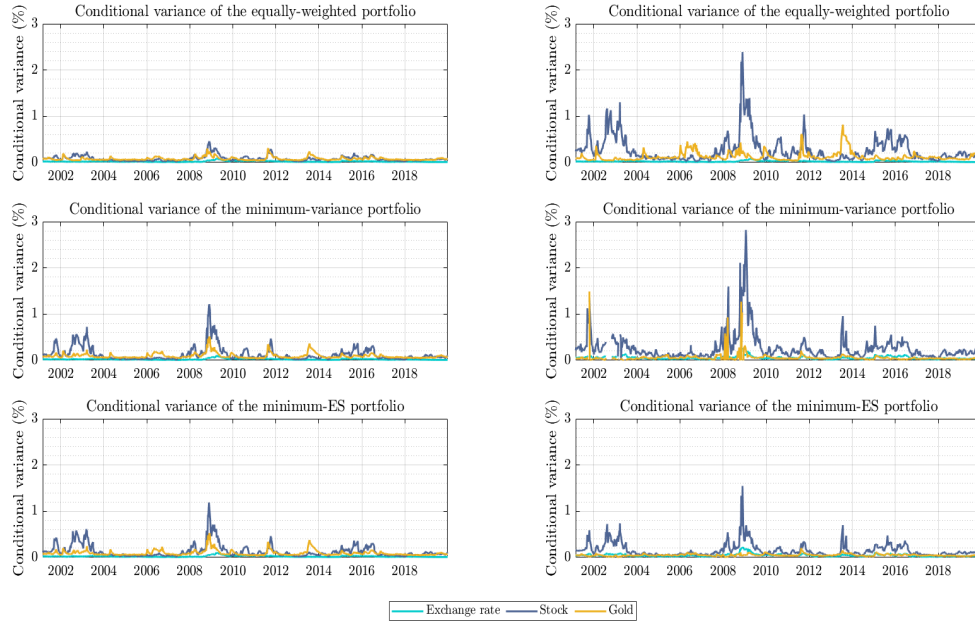 Conditional variance of the equally-weighted portfolio
Conditional variance (%)
3
2
1
0
2002 2004 2006 2008 2010 2012 2014 2016 2018
Conditional variance of the equally-weighted portfolio
Conditional variance (%)
3
2
1
0
2002 2004 2006 2008 2010 2012 2014 2016 2018
Conditional variance of the minimum-variance portfolio
Conditional variance (%)
3
2
1
0
2002 2004 2006 2008 2010 2012 2014 2016 2018
Conditional variance of the minimum-variance portfolio
Conditional variance (%)
3
2
1
0
2002 2004 2006 2008 2010 2012 2014 2016 2018
Conditional variance of the minimum-ES portfolio
Conditional variance (%)
3
2
1
0
2002 2004 2006 2008 2010 2012 2014 2016 2018
Conditional variance of the minimum-ES portfolio
Conditional variance (%)
3
2
1
0
2002 2004 2006 2008 2010 2012 2014 2016 2018
Exchange rate Stock Gold